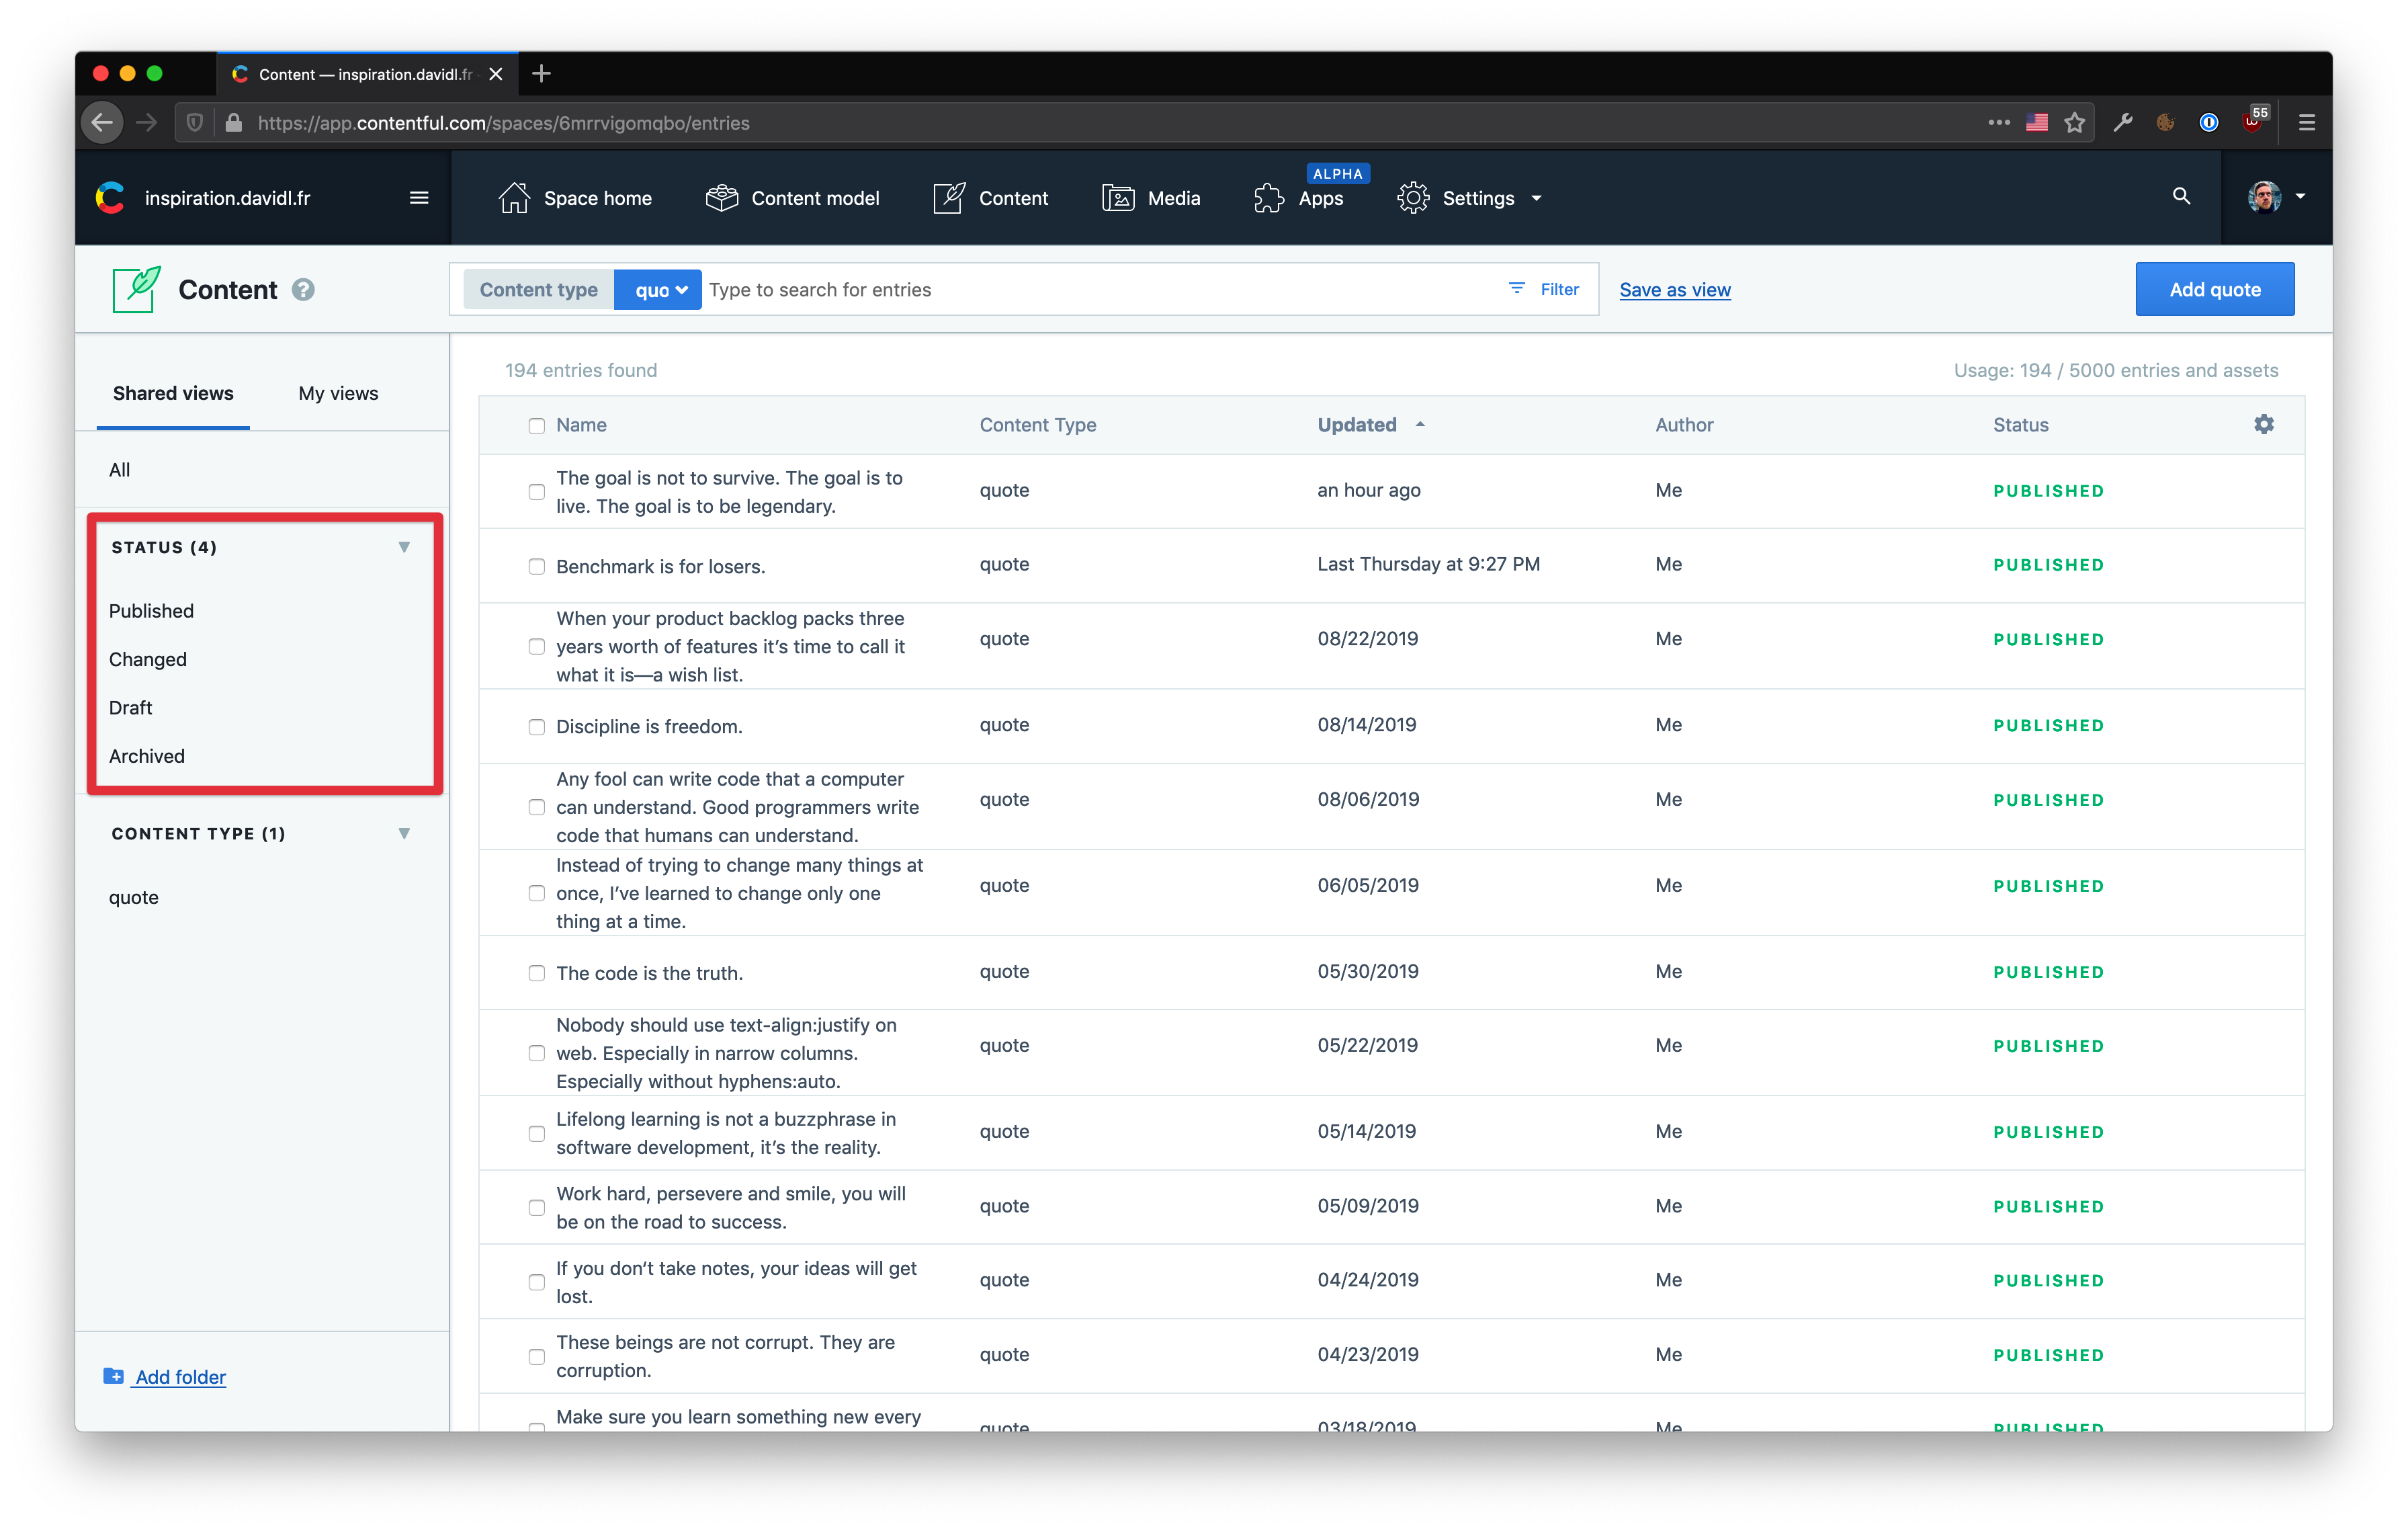 Content — inspiration.davidl.fr
https://app.contentful.com/spaces/6mrrvigomqbo/entries
55
inspiration.davidl.fr
Space home
Content model
Content
Media
ALPHA
Apps
Settings
Content
?
Content type
quo
Type to search for entries
Filter
Save as view
Add quote
Shared views
My views
All
STATUS (4)
Published
Changed
Draft
Archived
CONTENT TYPE (1)
quote
Add folder
194 entries found
Usage: 194 / 5000 entries and assets
Name Content Type Updated Author Status
The goal is not to survive. The goal is to
live. The goal is to be legendary.
quote an hour ago Me PUBLISHED
Benchmark is for losers.
quote Last Thursday at 9:27 PM Me PUBLISHED
When your product backlog packs three
years worth of features it’s time to call it
what it is—a wish list.
quote 08/22/2019 Me PUBLISHED
Discipline is freedom.
quote 08/14/2019 Me PUBLISHED
Any fool can write code that a computer
can understand. Good programmers write
code that humans can understand.
quote 08/06/2019 Me PUBLISHED
Instead of trying to change many things at
once, I’ve learned to change only one
thing at a time.
quote 06/05/2019 Me PUBLISHED
The code is the truth.
quote 05/30/2019 Me PUBLISHED
Nobody should use text-align:justify on
web. Especially in narrow columns.
Especially without hyphens:auto.
quote 05/22/2019 Me PUBLISHED
Lifelong learning is not a buzzphrase in
software development, it’s the reality.
quote 05/14/2019 Me PUBLISHED
Work hard, persevere and smile, you will
be on the road to success.
quote 05/09/2019 Me PUBLISHED
If you don’t take notes, your ideas will get
lost.
quote 04/24/2019 Me PUBLISHED
These beings are not corrupt. They are
corruption.
quote 04/23/2019 Me PUBLISHED
Make sure you learn something new every
quote 03/18/2019 Me PUBLISHED